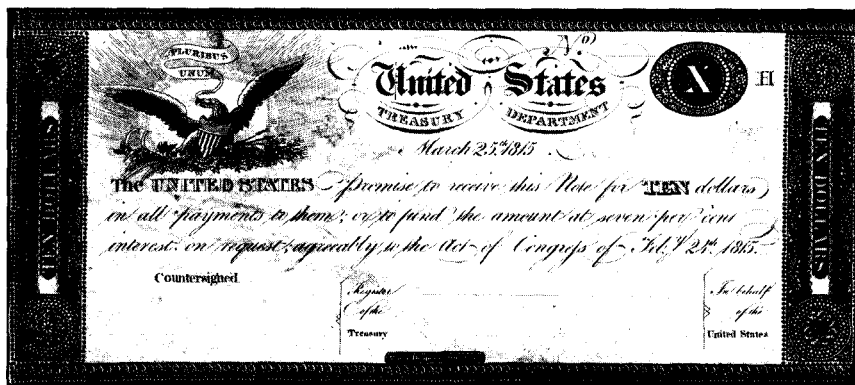 PLURIBUS
UNUM
No
United States
TREASURY DEPARTMENT
March 25th 1815
X
H
TEN DOLLARS
TEN DOLLARS
The UNITED STATES Promise to receive this Note for TEN dollars
in all payments to them; or to fund the amount at seven per cent
interest, on request, agreeably to the Act of Congress of Feby 24th 1815.
Countersigned
Register
of the
Treasury
In behalf
of the
United States